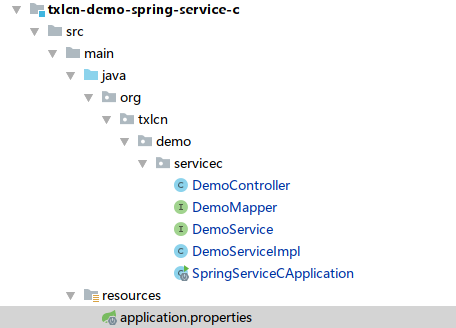 txlcn-demo-spring-service-c
src
main
java
org
txlcn
demo
servicec
C DemoController
I DemoMapper
I DemoService
C DemoServiceImpl
C SpringServiceCApplication
resources
application.properties